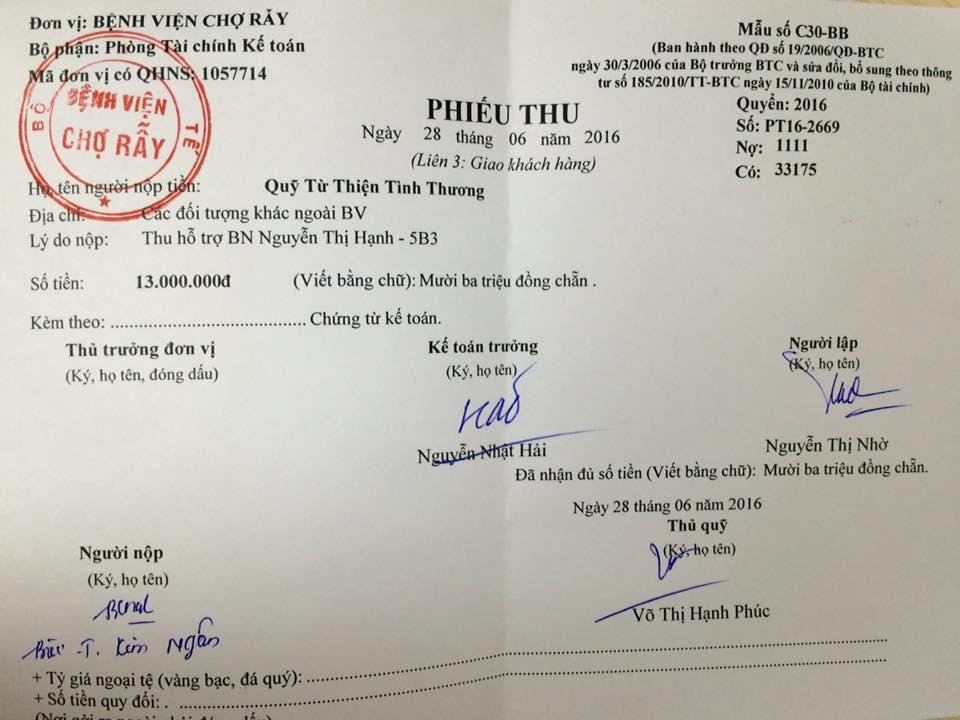 Đơn vị: BỆNH VIỆN CHỢ RẪY
Bộ phận: Phòng Tài chính Kế toán
Mã đơn vị có QHNS: 1057714
Mẫu số C30-BB
(Ban hành theo QĐ số 19/2006/QĐ-BTC
ngày 30/3/2006 của Bộ trưởng BTC và sửa đổi, bổ sung theo thông
tư số 185/2010/TT-BTC ngày 15/11/2010 của Bộ tài chính)
BỘ Y TẾ
BỆNH VIỆN
CHỢ RẪY
PHIẾU THU
Ngày 28 tháng 06 năm 2016
(Liên 3: Giao khách hàng)
Quyển: 2016
Số: PT16-2669
Nợ: 1111
Có: 33175
Họ tên người nộp tiền: Quỹ Từ Thiện Tình Thương
Địa chỉ: Các đối tượng khác ngoài BV
Lý do nộp: Thu hỗ trợ BN Nguyễn Thị Hạnh - 5B3
Số tiền: 13.000.000đ (Viết bằng chữ): Mười ba triệu đồng chẵn .
Kèm theo: ........................................ Chứng từ kế toán.
Thủ trưởng đơn vị Kế toán trưởng Người lập
(Ký, họ tên, đóng dấu) (Ký, họ tên) (Ký, họ tên)
Nguyễn Nhật Hải Nguyễn Thị Nhờ
Đã nhận đủ số tiền (Viết bằng chữ): Mười ba triệu đồng chẵn.
Ngày 28 tháng 06 năm 2016
Thủ quỹ
(Ký, họ tên)
Võ Thị Hạnh Phúc
Người nộp
(Ký, họ tên)
T. Kim Ngân
+ Tỷ giá ngoại tệ (vàng bạc, đá quý):
+ Số tiền quy đổi: .